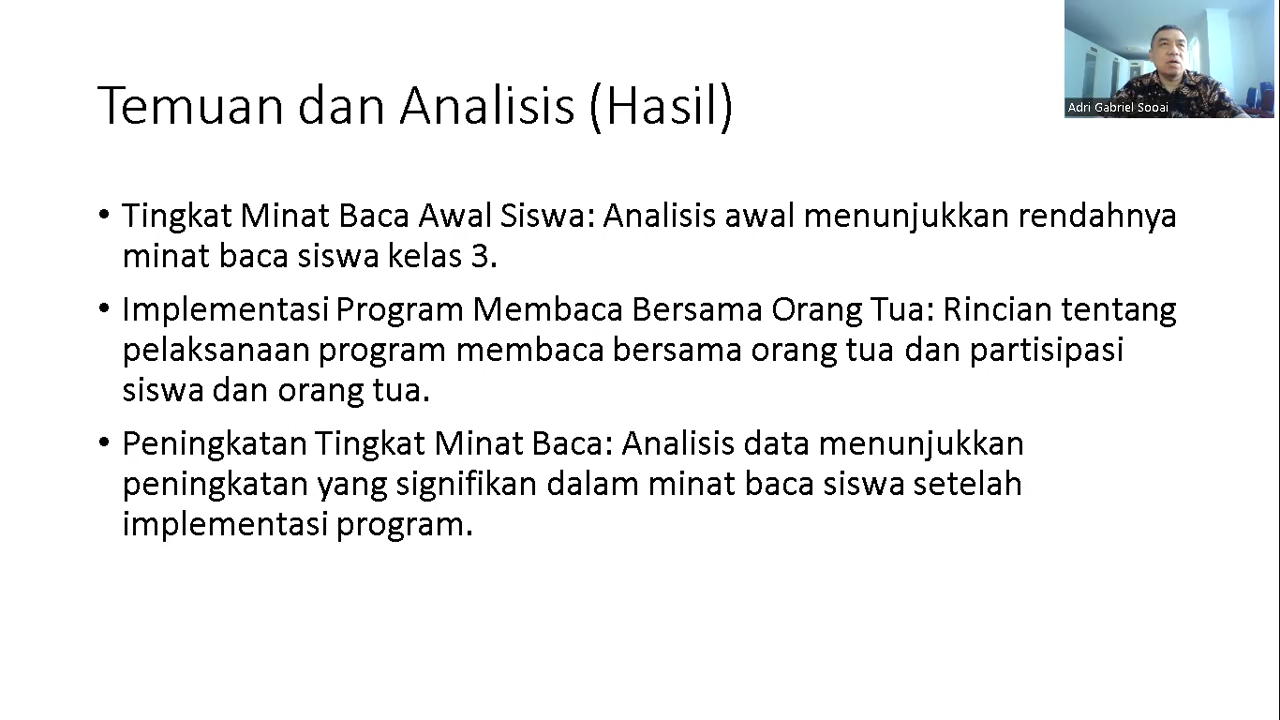 Temuan dan Analisis (Hasil)
Adri Gabriel Sooai
• Tingkat Minat Baca Awal Siswa: Analisis awal menunjukkan rendahnya
minat baca siswa kelas 3.
• Implementasi Program Membaca Bersama Orang Tua: Rincian tentang
pelaksanaan program membaca bersama orang tua dan partisipasi
siswa dan orang tua.
• Peningkatan Tingkat Minat Baca: Analisis data menunjukkan
peningkatan yang signifikan dalam minat baca siswa setelah
implementasi program.